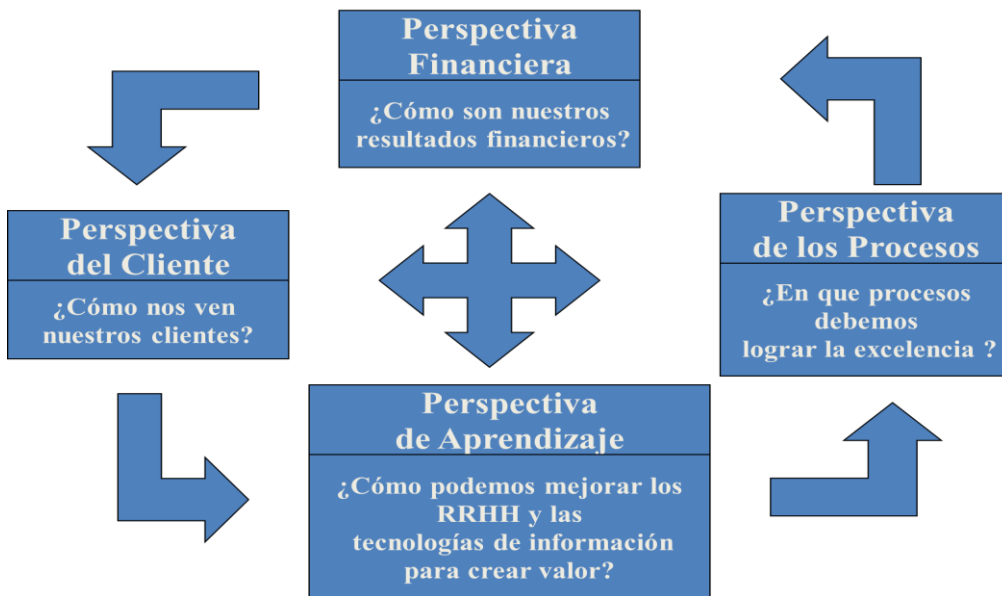 Perspectiva
Financiera
¿Cómo son nuestros
resultados financieros?
Perspectiva
del Cliente
¿Cómo nos ven
nuestros clientes?
Perspectiva
de los Procesos
¿En que procesos
debemos
lograr la excelencia ?
Perspectiva
de Aprendizaje
¿Cómo podemos mejorar los
RRHH y las
tecnologías de información
para crear valor?